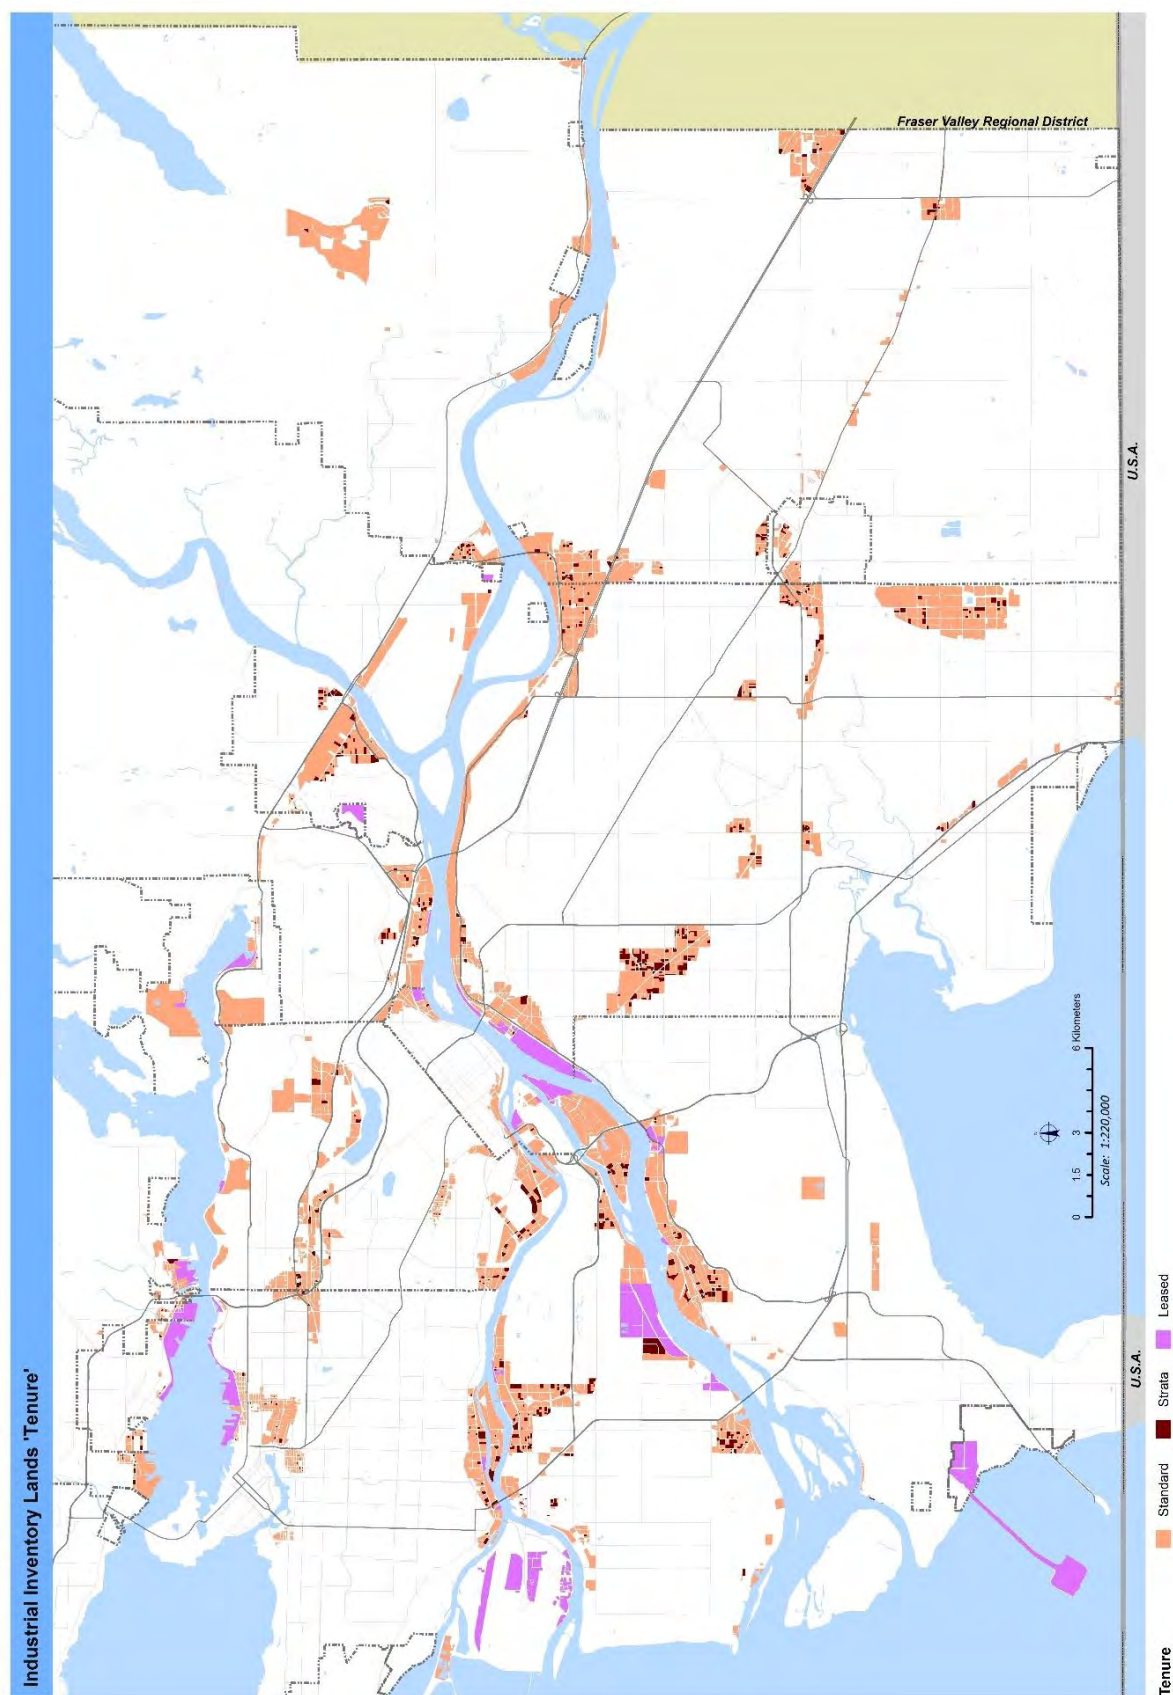 Industrial Inventory Lands 'Tenure'
Fraser Valley Regional District
U.S.A.
U.S.A.
0 1.5 3 6 Kilometers
Scale: 1:220,000
Tenure
Standard
Strata
Leased